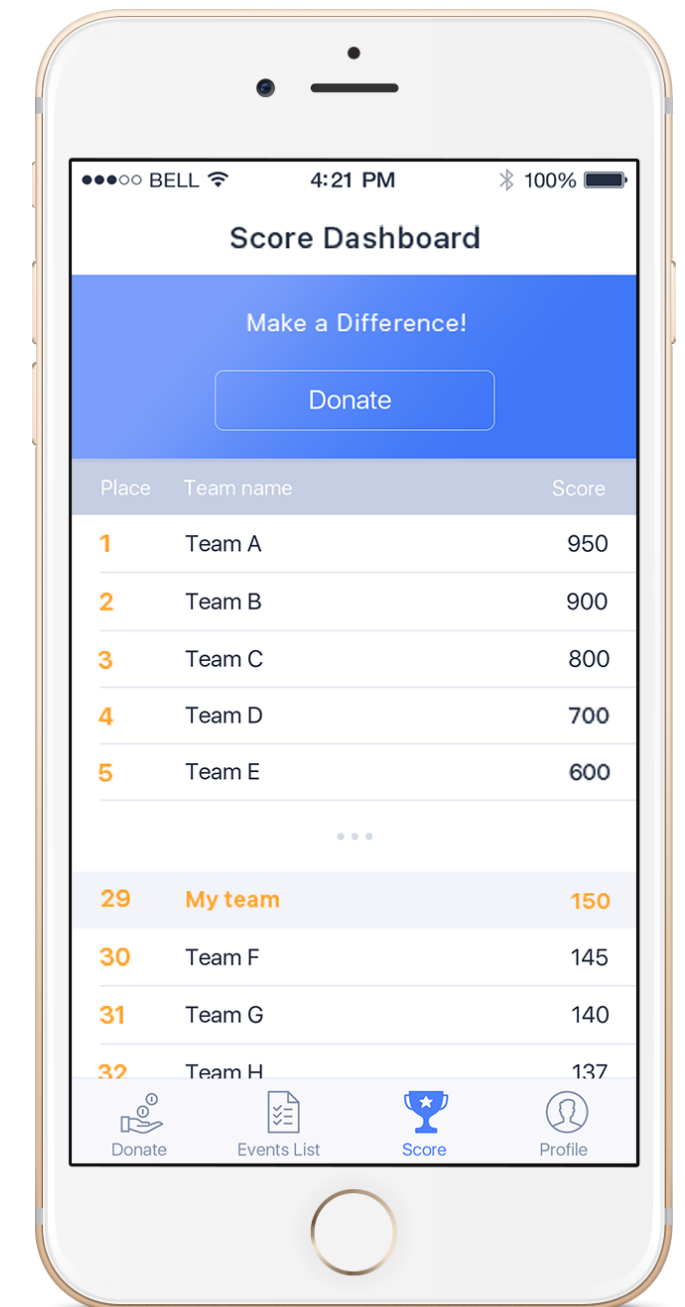 BELL 4:21 PM 100%
Score Dashboard
Make a Difference!
Donate
Place Team name Score
1 Team A 950
2 Team B 900
3 Team C 800
4 Team D 700
5 Team E 600
29 My team 150
30 Team F 145
31 Team G 140
32 Team H 137
Donate Events List Score Profile